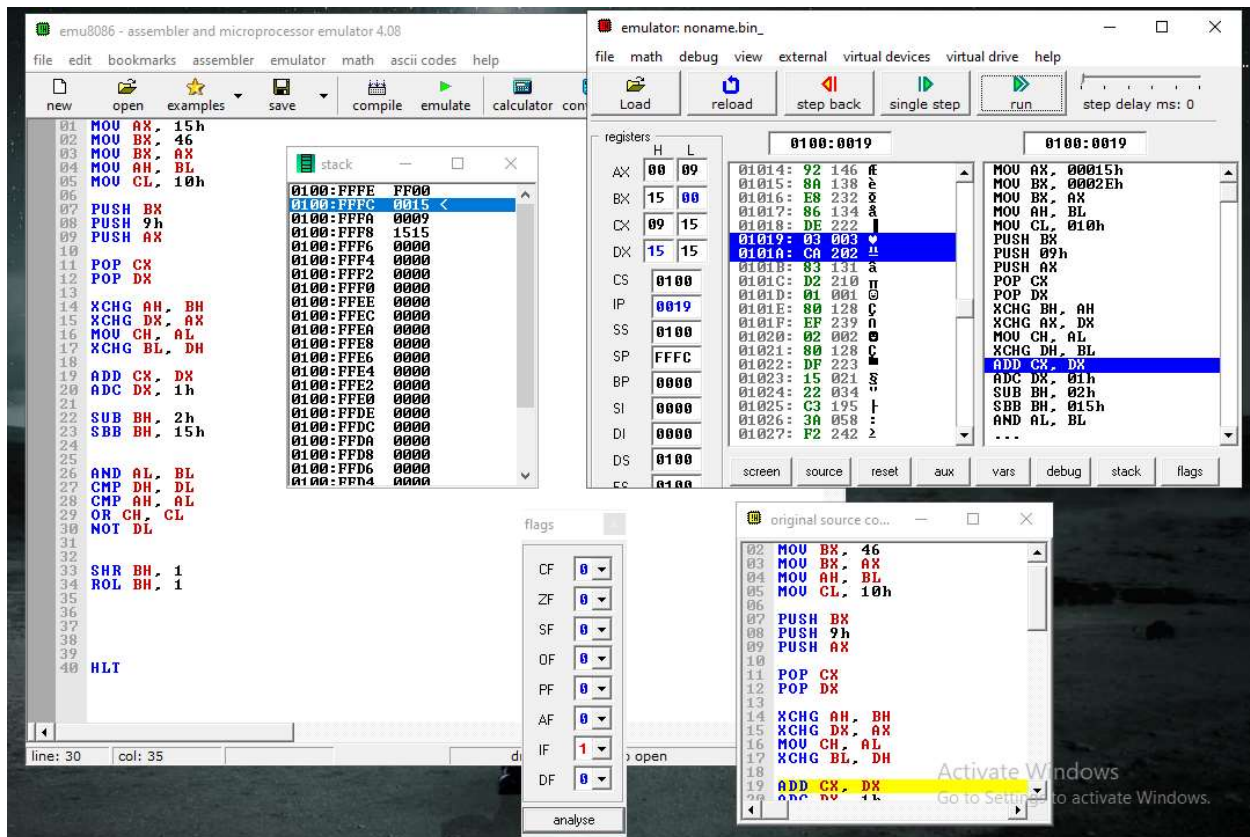 emu8086 - assembler and microprocessor emulator 4.08
file edit bookmarks assembler emulator math ascii codes help
new open examples save compile emulate calculator
01 MOV AX, 15h
02 MOV BX, 46
03 MOV BX, AX
04 MOV AH, BL
05 MOV CL, 10h
06
07 PUSH BX
08 PUSH 9h
09 PUSH AX
10
11 POP CX
12 POP DX
13
14 XCHG AH, BH
15 XCHG DX, AX
16 MOV CH, AL
17 XCHG BL, DH
18
19 ADD CX, DX
20 ADC DX, 1h
21
22 SUB BH, 2h
23 SBB BH, 15h
24
25
26 AND AL, BL
27 CMP DH, DL
28 CMP AH, AL
29 OR CH, CL
30 NOT DL
31
32
33 SHR BH, 1
34 ROL BH, 1
35
36
37
38
39
40 HLT
line: 30 col: 35
open
stack
0100:FFFE FF00
0100:FFFC 0015 <
0100:FFFA 0009
0100:FFF8 1515
0100:FFF6 0000
0100:FFF4 0000
0100:FFF2 0000
0100:FFF0 0000
0100:FFEE 0000
0100:FFEC 0000
0100:FFEA 0000
0100:FFE8 0000
0100:FFE6 0000
0100:FFE4 0000
0100:FFE2 0000
0100:FFE0 0000
0100:FFDE 0000
0100:FFDC 0000
0100:FFDA 0000
0100:FFD8 0000
0100:FFD6 0000
0100:FFD4 0000
emulator: noname.bin_
file math debug view external virtual devices virtual drive help
Load reload step back single step run step delay ms: 0
registers
H L
AX 00 09
BX 15 00
CX 09 15
DX 15 15
CS 0100
IP 0019
SS 0100
SP FFFC
BP 0000
SI 0000
DI 0000
DS 0100
ES 0100
0100:0019
01014: 92 146 Æ
01015: 8A 138 è
01016: E8 232
01017: 86 134 å
01018: DE 222 ▐
01019: 03 003 ♥
0101A: CA 202 ╩
0101B: 83 131 â
0101C: D2 210 ╥
0101D: 01 001 ☺
0101E: 80 128 Ç
0101F: EF 239 ∩
01020: 02 002 ☻
01021: 80 128 Ç
01022: DF 223 ▀
01023: 15 021 §
01024: 22 034 "
01025: C3 195 ├
01026: 3A 058 :
01027: F2 242 ≥
0100:0019
MOV AX, 00015h
MOV BX, 0002Eh
MOV BX, AX
MOV AH, BL
MOV CL, 010h
PUSH BX
PUSH 09h
PUSH AX
POP CX
POP DX
XCHG BH, AH
XCHG AX, DX
MOV CH, AL
XCHG DH, BL
ADD CX, DX
ADC DX, 01h
SUB BH, 02h
SBB BH, 015h
AND AL, BL
...
screen source reset aux vars debug stack flags
flags
CF 0
ZF 0
SF 0
OF 0
PF 0
AF 0
IF 1
DF 0
analyse
original source co...
02 MOV BX, 46
03 MOV BX, AX
04 MOV AH, BL
05 MOV CL, 10h
06
07 PUSH BX
08 PUSH 9h
09 PUSH AX
10
11 POP CX
12 POP DX
13
14 XCHG AH, BH
15 XCHG DX, AX
16 MOV CH, AL
17 XCHG BL, DH
18
19 ADD CX, DX
20 ADC DX, 1h
Activate Windows
Go to Settings to activate Windows.